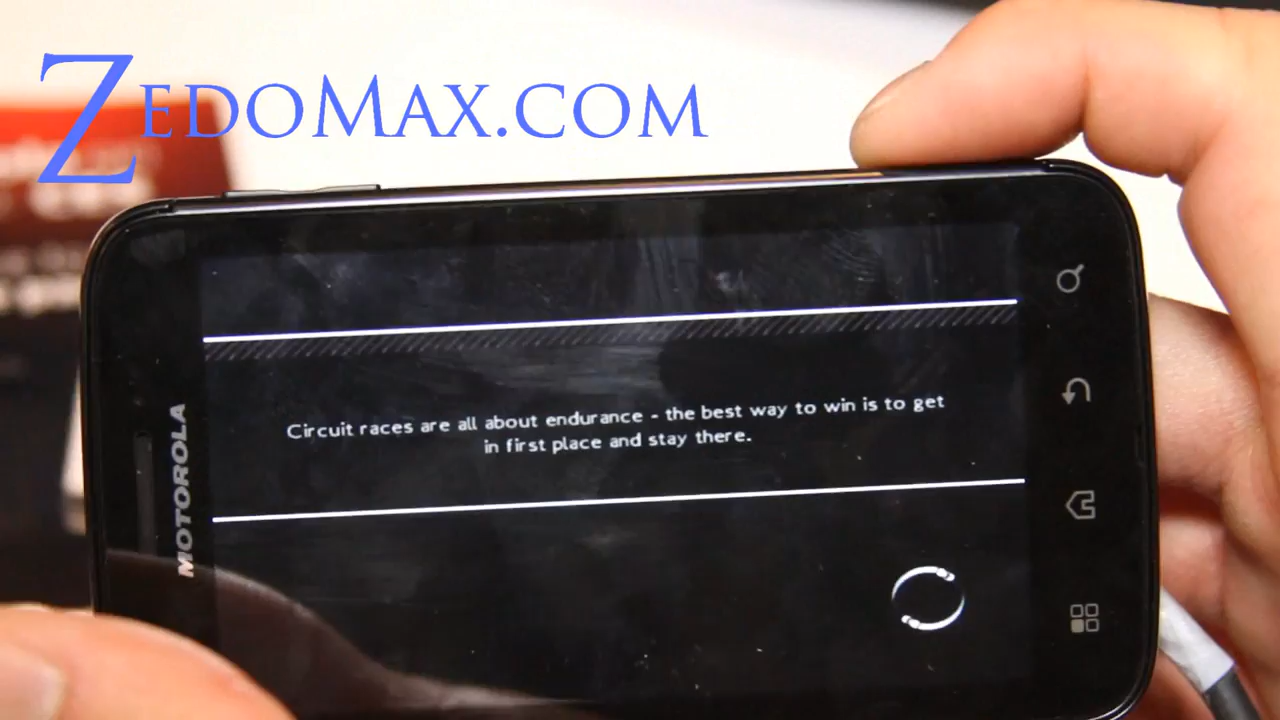 ZEDOMAX.COM
MOTOROLA
Circuit races are all about endurance - the best way to win is to get
in first place and stay there.